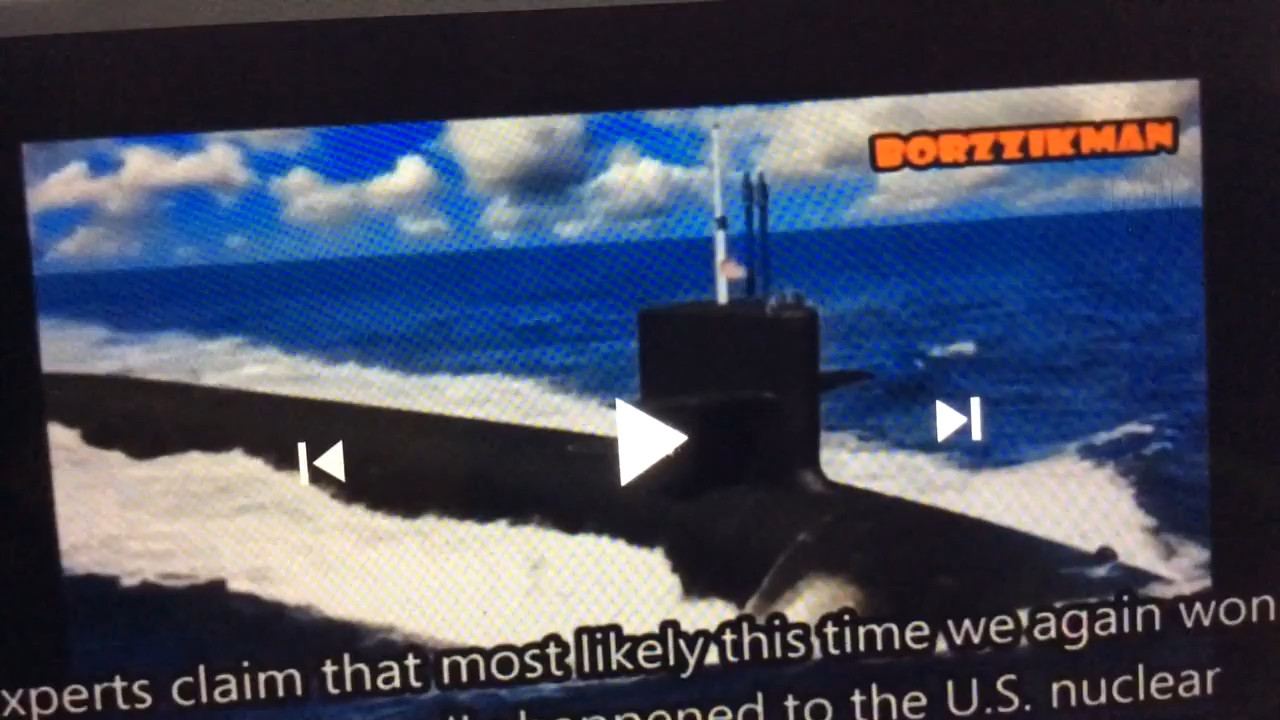 BORZZIKMAN
xperts claim that most likely this time we again won
happened to the U.S. nuclear